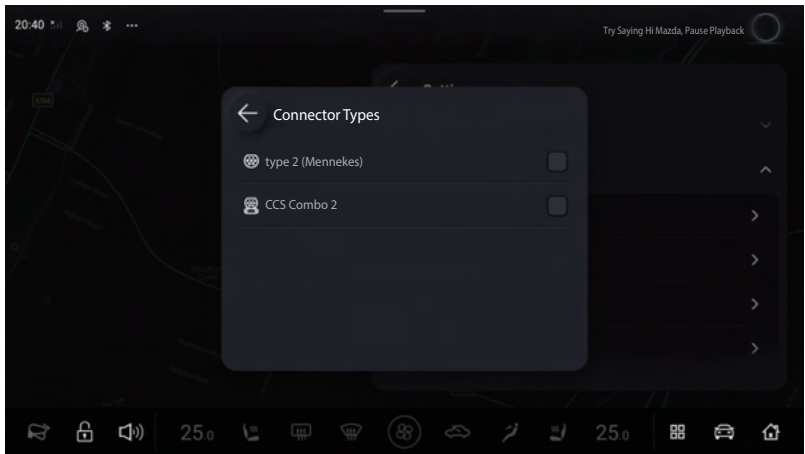 20:40
Try Saying Hi Mazda, Pause Playback
Connector Types
type 2 (Mennekes)
CCS Combo 2
25.0
25.0